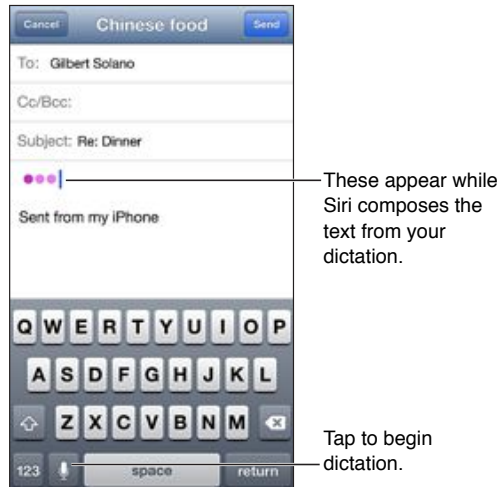 Cancel Chinese food Send
To: Gilbert Solano
Cc/Bcc:
Subject: Re: Dinner
These appear while
Siri composes the
text from your
dictation.
Sent from my iPhone
Q W E R T Y U I O P
A S D F G H J K L
Z X C V B N M
Tap to begin
dictation.
123 space return